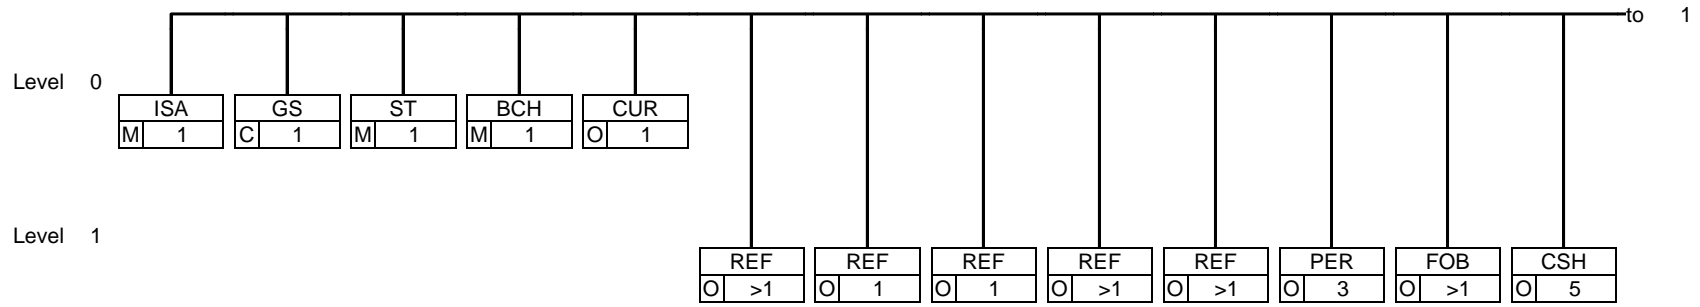 to 1
Level 0
ISA GS ST BCH CUR
M 1 C 1 M 1 M 1 O 1
Level 1
REF REF REF REF REF PER FOB CSH
O >1 O 1 O 1 O >1 O >1 O 3 O >1 O 5